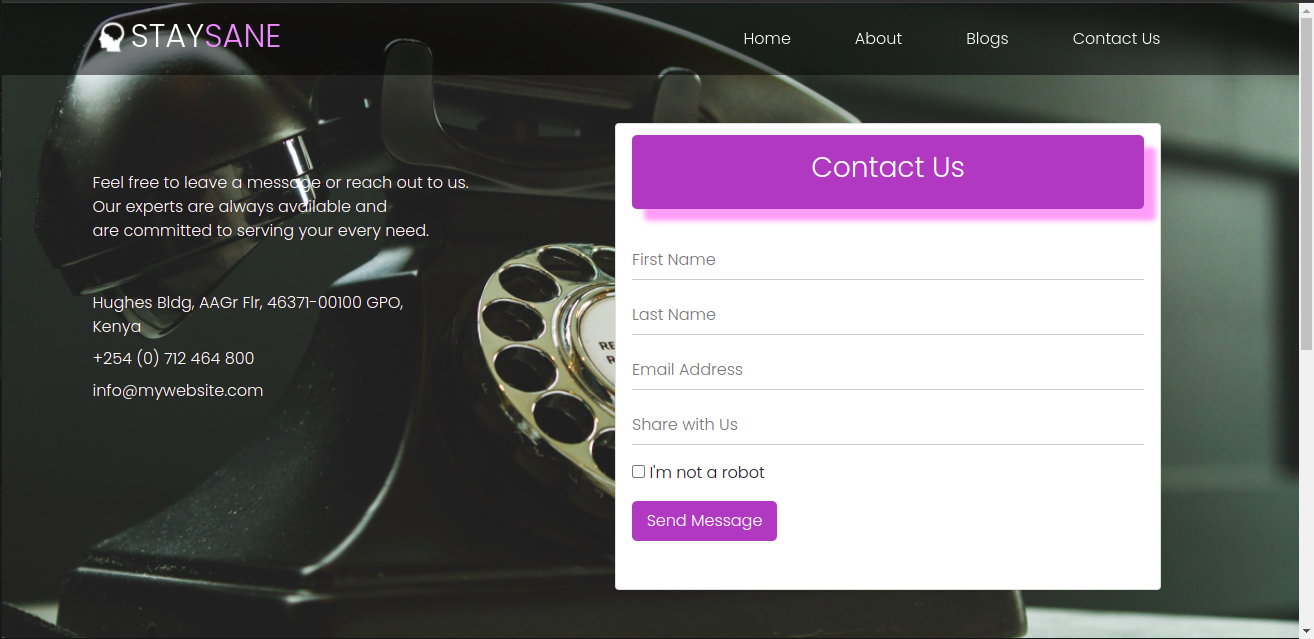 STAYSANE
Home
About
Blogs
Contact Us
Feel free to leave a message or reach out to us.
Our experts are always available and
are committed to serving your every need.
Hughes Bldg, AAGr Flr, 46371-00100 GPO,
Kenya
+254 (0) 712 464 800
info@mywebsite.com
Contact Us
First Name
Last Name
Email Address
Share with Us
I'm not a robot
Send Message